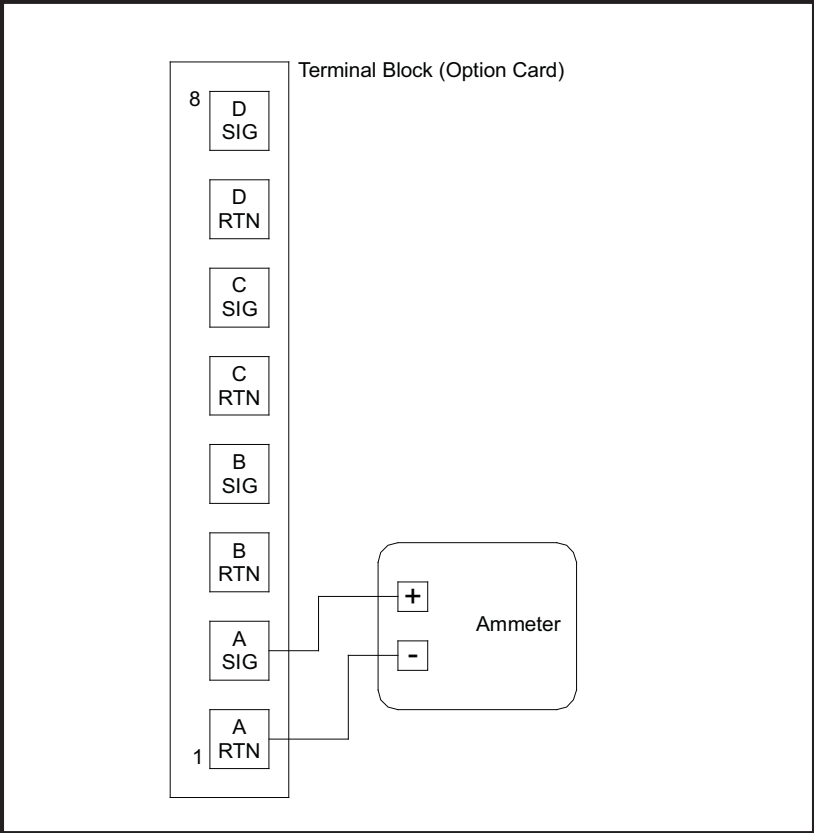 Terminal Block (Option Card)
8
D
SIG
D
RTN
C
SIG
C
RTN
B
SIG
B
RTN
+
Ammeter
A
SIG
-
A
RTN
1